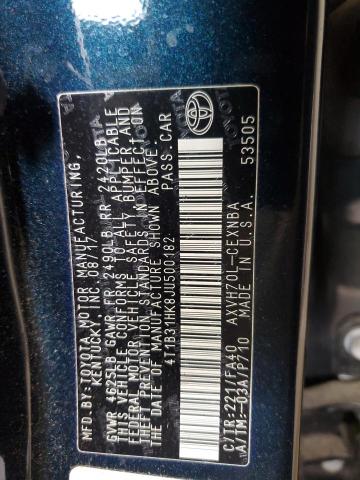 MFD.BY:TOYOTA MOTOR MANUFACTURING,
KENTUCKY, INC. 08/17
GVWR 4625LB GAWR FR 2490LB RR 2420LB
THIS VEHICLE CONFORMS TO ALL APPLICABLE
FEDERAL MOTOR VEHICLE SAFETY, BUMPER, AND
THEFT PREVENTION STANDARDS IN EFFECT ON
THE DATE OF MANUFACTURE SHOWN ABOVE.
4T1B31HK8JU500182 PASS.CAR
C/TR:221/FA40 AXVH70L-AEXNBA
A/TM:-03A/P710 MADE IN U.S.A.
53505
TOYOTA